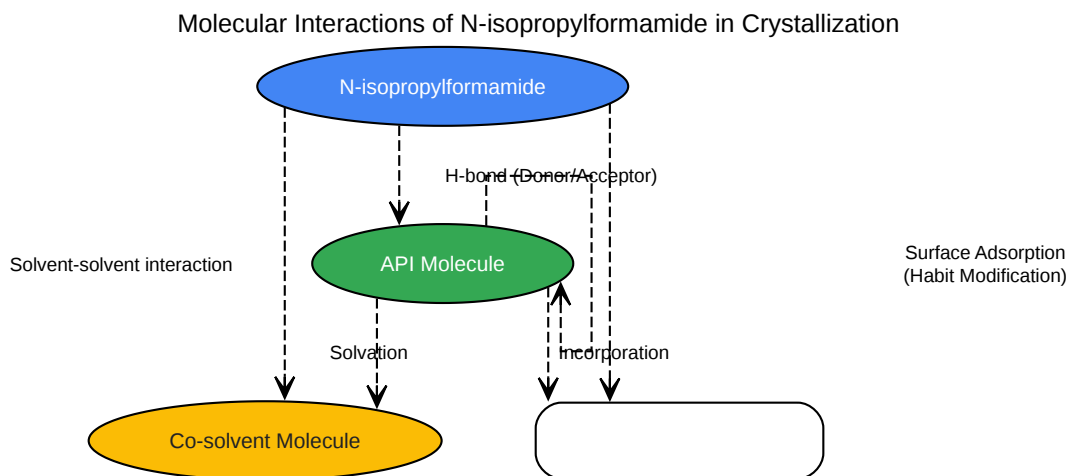 Molecular Interactions of N-isopropylformamide in Crystallization
N-isopropylformamide
H-bond (Donor/Acceptor)
Solvent-solvent interaction
API Molecule
Surface Adsorption
(Habit Modification)
Solvation
Incorporation
Co-solvent Molecule